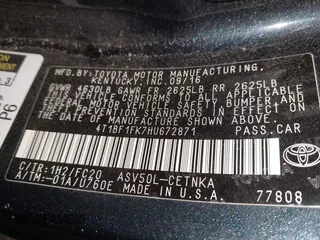 MFD. BY:
TOYOTA MOTOR MANUFACTURING,
KENTUCKY, INC. 09/16
GVWR 4630LB GAWR FR 2625LB RR 2625LB
THIS VEHICLE CONFORMS TO ALL APPLICABLE
FEDERAL MOTOR VEHICLE SAFETY, BUMPER, AND
THEFT PREVENTION STANDARDS IN EFFECT ON
THE DATE OF MANUFACTURE SHOWN ABOVE.
4T1BF1FK7HU672871 PASS. CAR
C/TR: 1H2/FC20 ASV50L-CETNKA
A/TM: -01A/U760E
77808
TOYOTA
P6